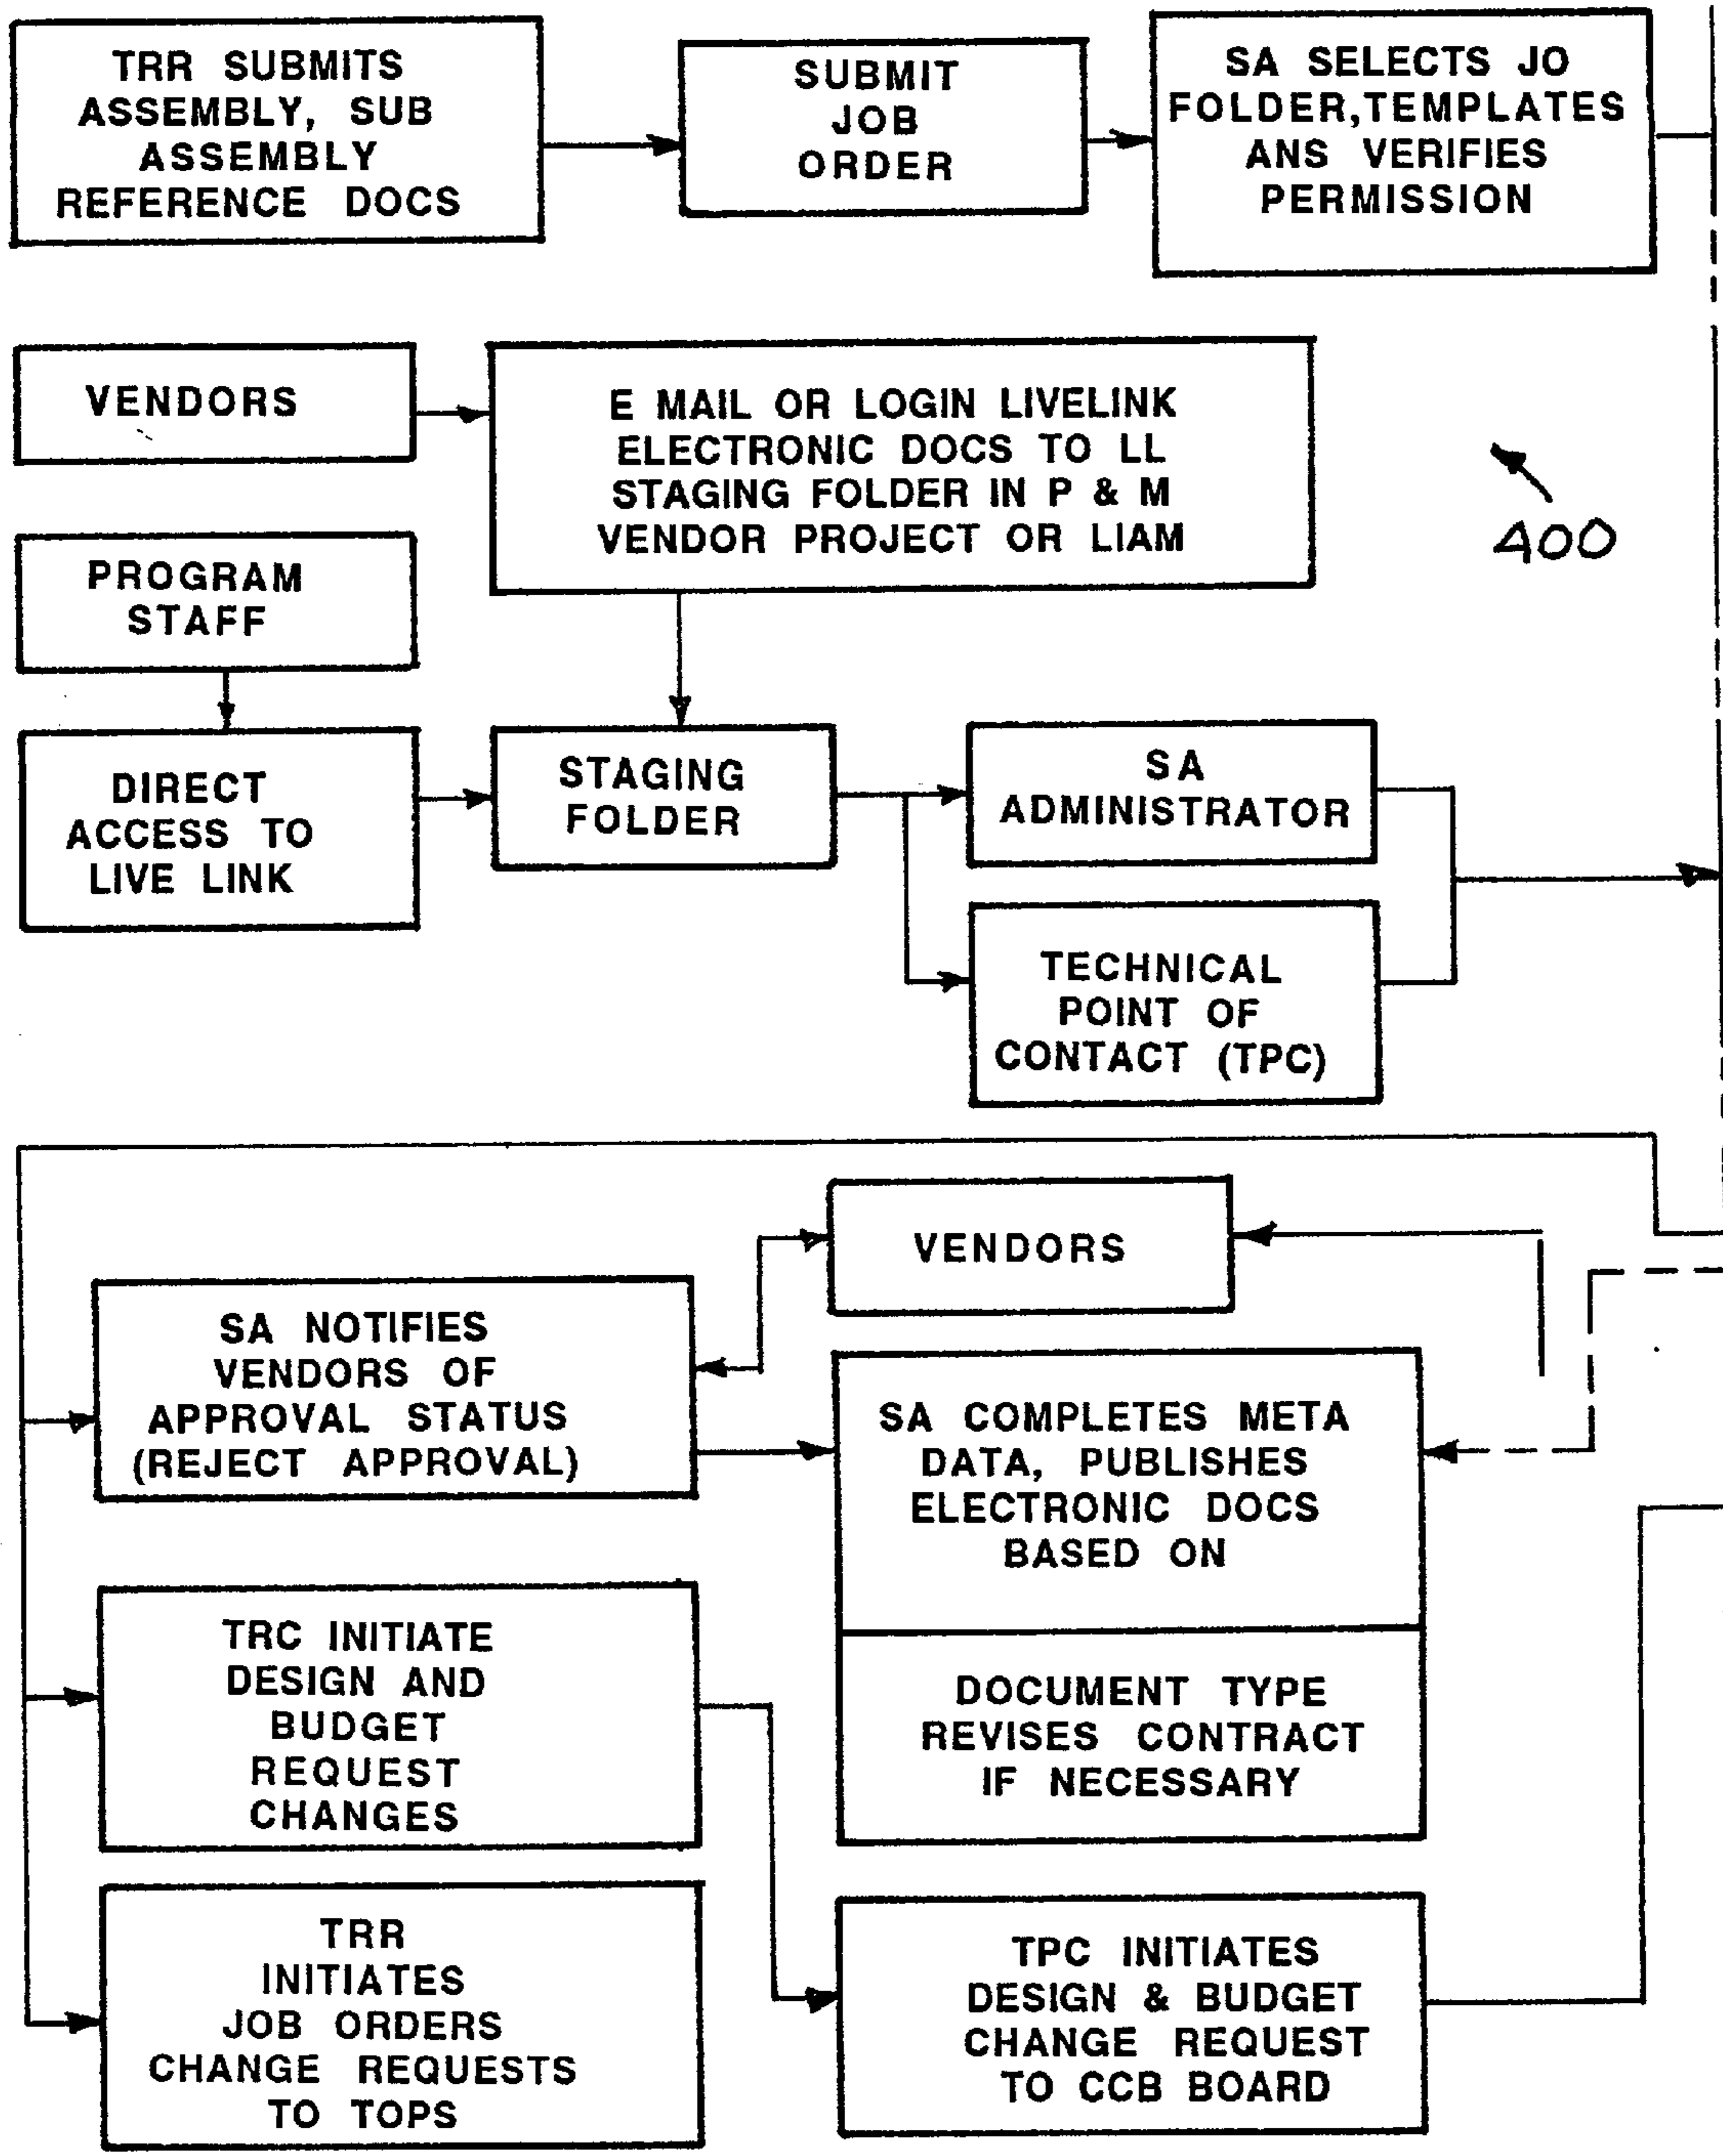 TRR SUBMITS
ASSEMBLY, SUB
ASSEMBLY
REFERENCE DOCS
SUBMIT
JOB
ORDER
SA SELECTS JO
FOLDER,TEMPLATES
ANS VERIFIES
PERMISSION
VENDORS
E MAIL OR LOGIN LIVELINK
ELECTRONIC DOCS TO LL
STAGING FOLDER IN P & M
VENDOR PROJECT OR LIAM
400
PROGRAM
STAFF
DIRECT
ACCESS TO
LIVE LINK
STAGING
FOLDER
SA
ADMINISTRATOR
TECHNICAL
POINT OF
CONTACT (TPC)
VENDORS
SA NOTIFIES
VENDORS OF
APPROVAL STATUS
(REJECT APPROVAL)
SA COMPLETES META
DATA, PUBLISHES
ELECTRONIC DOCS
BASED ON
DOCUMENT TYPE
REVISES CONTRACT
IF NECESSARY
TRC INITIATE
DESIGN AND
BUDGET
REQUEST
CHANGES
TRR
INITIATES
JOB ORDERS
CHANGE REQUESTS
TO TOPS
TPC INITIATES
DESIGN & BUDGET
CHANGE REQUEST
TO CCB BOARD